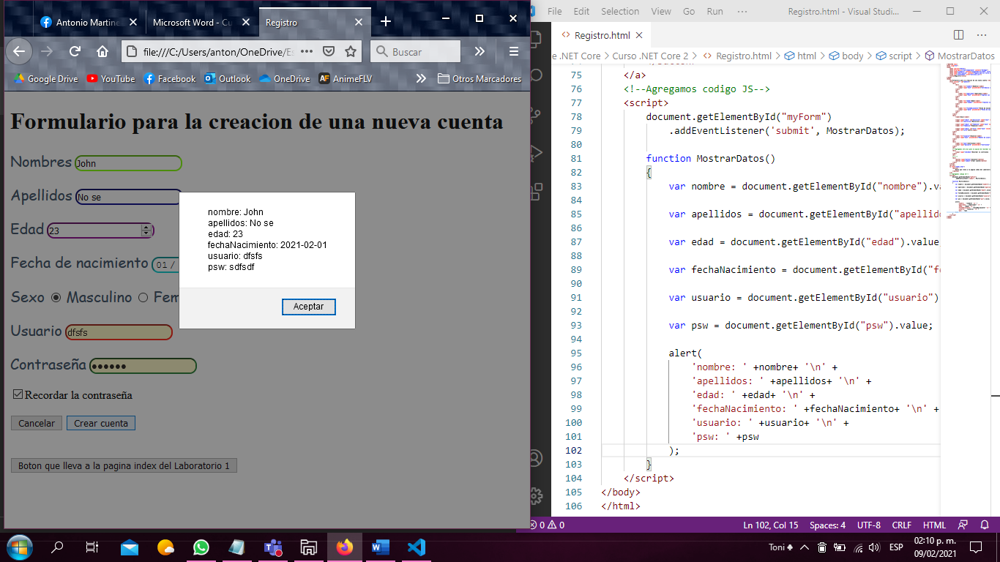 Antonio Martine
Microsoft Word - Cu
Registro
file:///C:/Users/anton/OneDrive/Es
Buscar
Google Drive
YouTube
Facebook
Outlook
OneDrive
AnimeFLV
Otros Marcadores
Formulario para la creacion de una nueva cuenta
Nombres John
Apellidos No se
Edad 23
Fecha de nacimiento 01 /
Sexo Masculino Fem
Usuario dfsfs
Contraseña ●●●●●●
Recordar la contraseña
Cancelar Crear cuenta
Boton que lleva a la pagina index del Laboratorio 1
nombre: John
apellidos: No se
edad: 23
fechaNacimiento: 2021-02-01
usuario: dfsfs
psw: sdfsdf
Aceptar
File Edit Selection View Go Run ··· Registro.html - Visual Studi...
Registro.html
e .NET Core > Curso .NET Core 2 > Registro.html > html > body > script > MostrarDatos
75 </a>
76 <!--Agregamos codigo JS-->
77 <script>
78 document.getElementById("myForm")
79 .addEventListener('submit', MostrarDatos);
80
81 function MostrarDatos()
82 {
83 var nombre = document.getElementById("nombre").va
84
85 var apellidos = document.getElementById("apellido
86
87 var edad = document.getElementById("edad").value
88
89 var fechaNacimiento = document.getElementById("fe
90
91 var usuario = document.getElementById("usuario")
92
93 var psw = document.getElementById("psw").value;
94
95 alert(
96 'nombre: ' +nombre+ '\n' +
97 'apellidos: ' +apellidos+ '\n' +
98 'edad: ' +edad+ '\n' +
99 'fechaNacimiento: ' +fechaNacimiento+ '\n' +
100 'usuario: ' +usuario+ '\n' +
101 'psw: ' +psw
102 );
103 }
104 </script>
105 </body>
106 </html>
0 0 Ln 102, Col 15 Spaces: 4 UTF-8 CRLF HTML
Toni ESP
02:10 p. m.
09/02/2021